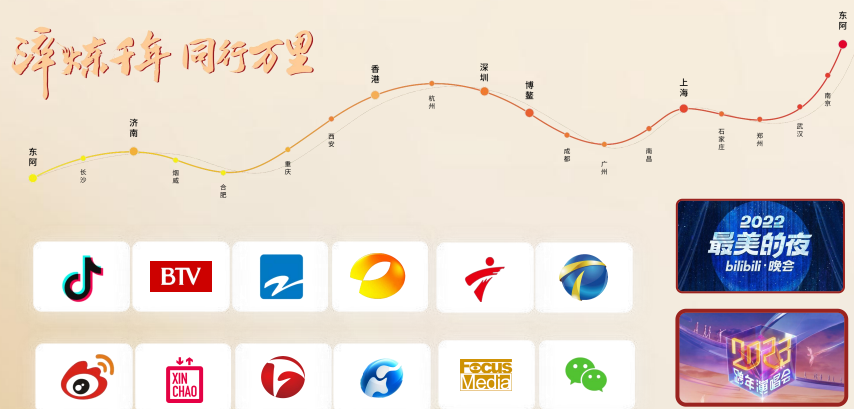 淬炼千年 同行万里
东阿
长沙
济南
烟威
合肥
重庆
西安
香港
杭州
深圳
博鳌
成都
广州
南昌
上海
石家庄
郑州
武汉
南京
东阿
BTV
2022
最美的夜
bilibili·晚会
XIN
CHAO
Focus
Media
2023
跨年演唱会